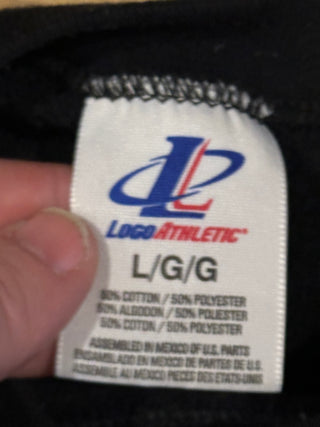 LOGO ATHLETIC
L/G/G
50% COTTON / 50% POLYESTER
50% ALGODON / 50% POLIESTER
50% COTON / 50% POLYESTER
ASSEMBLED IN MEXICO OF U.S. PARTS
ENSAMBLADO EN MEXICO DE PARTES DE U.S.
ASSEMBLE AU MEXICO PIECES DES ETATS-UNIS